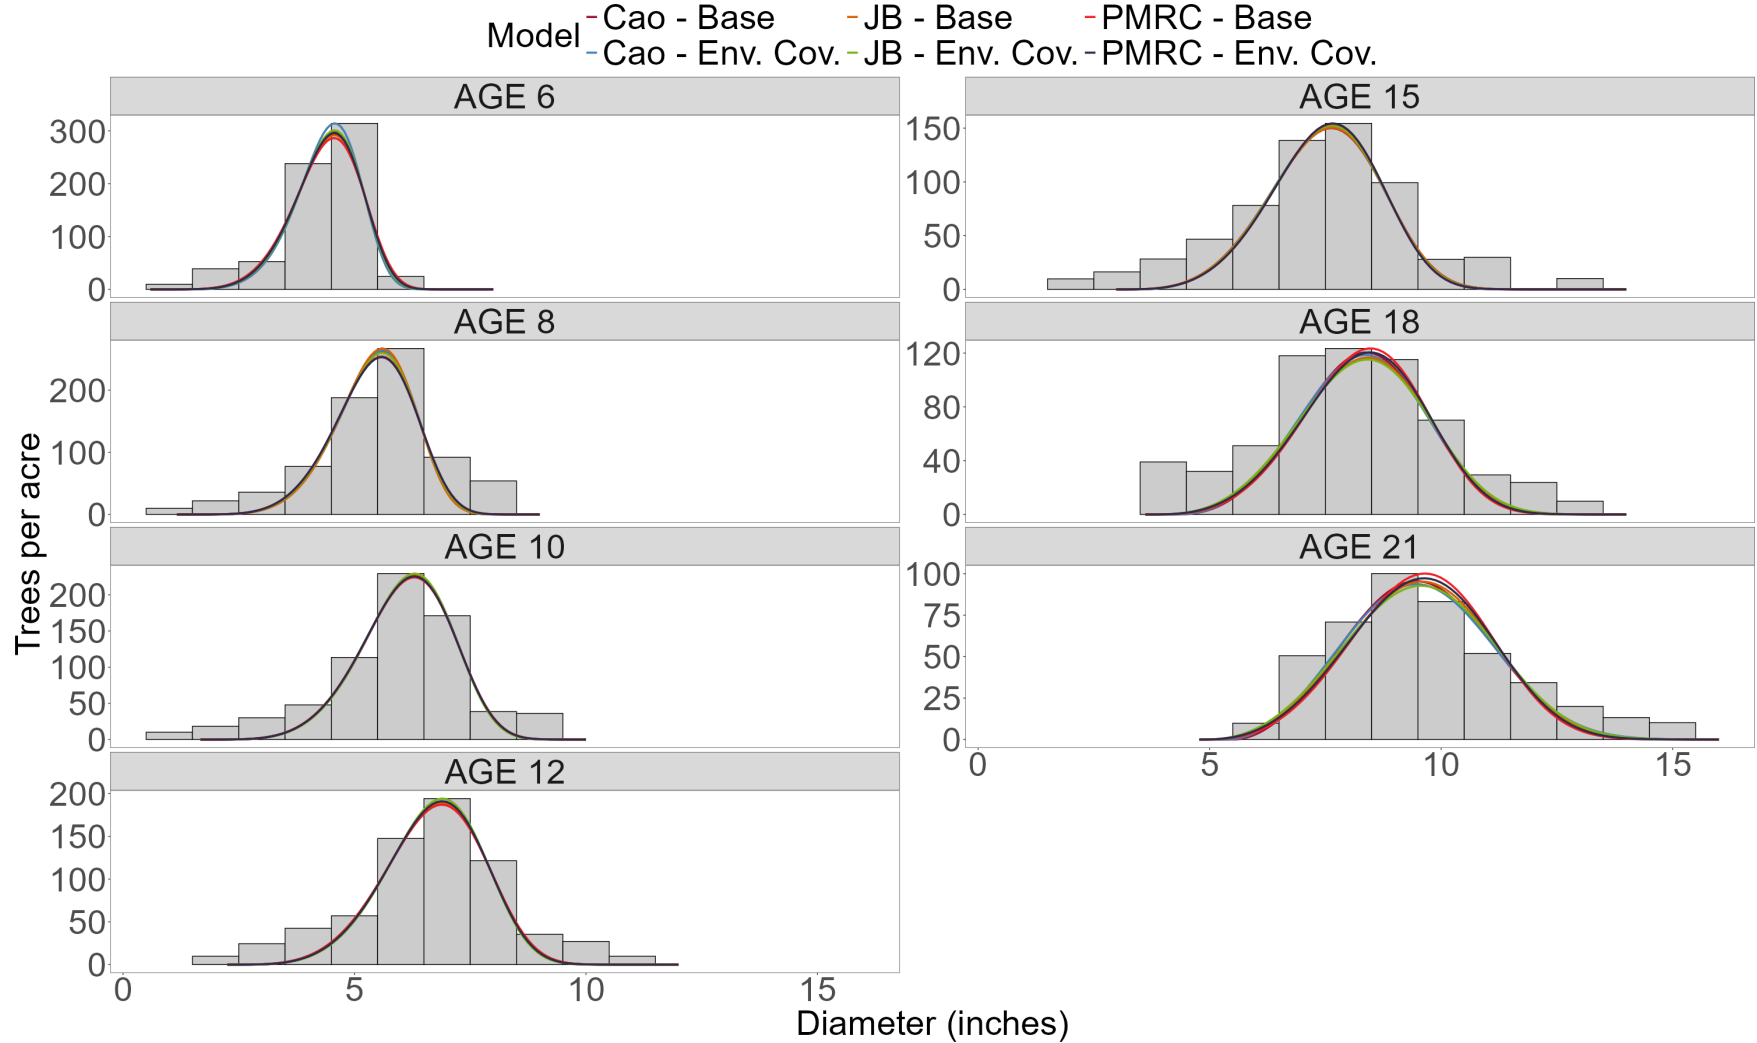 Model
Cao - Base
JB - Base
PMRC - Base
Cao - Env. Cov.
JB - Env. Cov.
PMRC - Env. Cov.
Trees per acre
AGE 6
300
200
100
0
AGE 8
200
100
0
AGE 10
200
150
100
50
0
AGE 12
200
150
100
50
0
0 5 10 15
AGE 15
150
100
50
0
AGE 18
120
80
40
0
AGE 21
100
75
50
25
0
0 5 10 15
Diameter (inches)